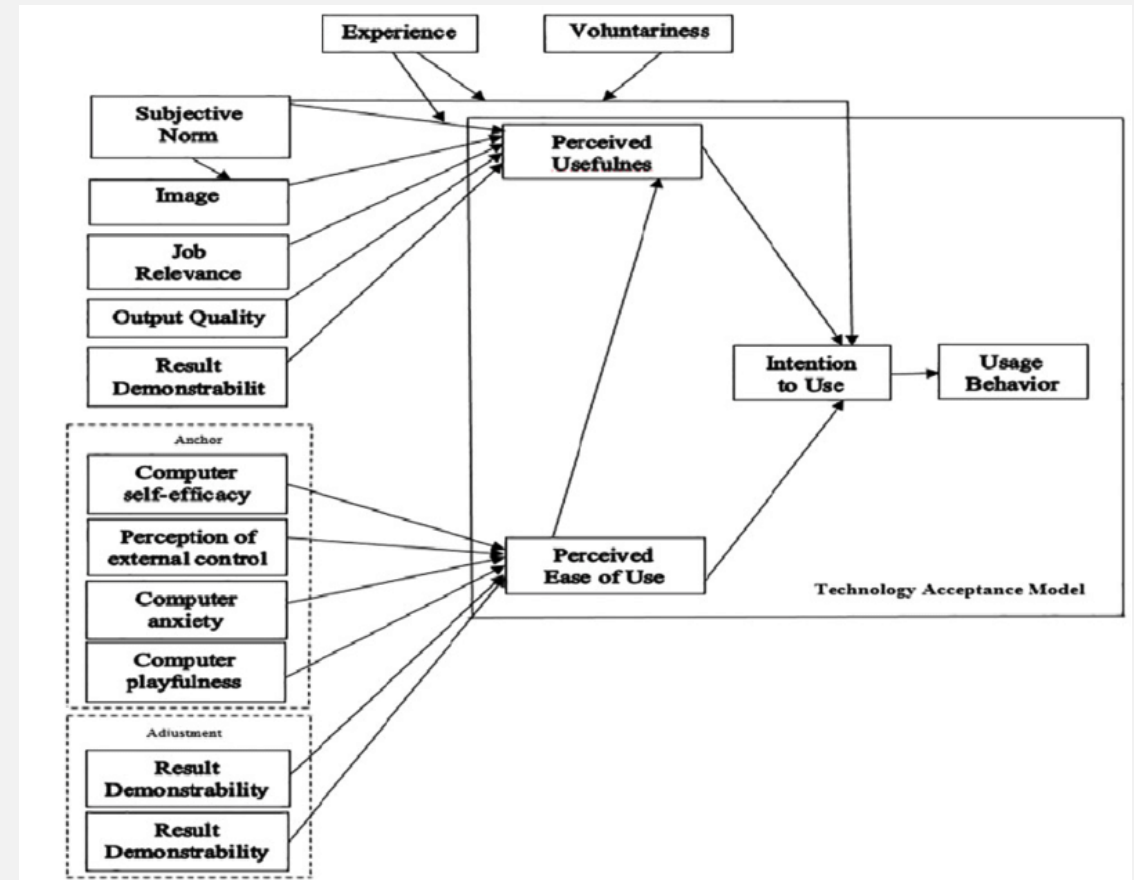 Experience
Voluntariness
Subjective
Norm
Perceived
Usefulnes
Image
Job
Relevance
Output Quality
Result
Demonstrabilit
Intention
to Use
Usage
Behavior
Anchor
Computer
self-efficacy
Perception of
external control
Computer
anxiety
Computer
playfulness
Perceived
Ease of Use
Technology Acceptance Model
Adjustment
Result
Demonstrability
Result
Demonstrability